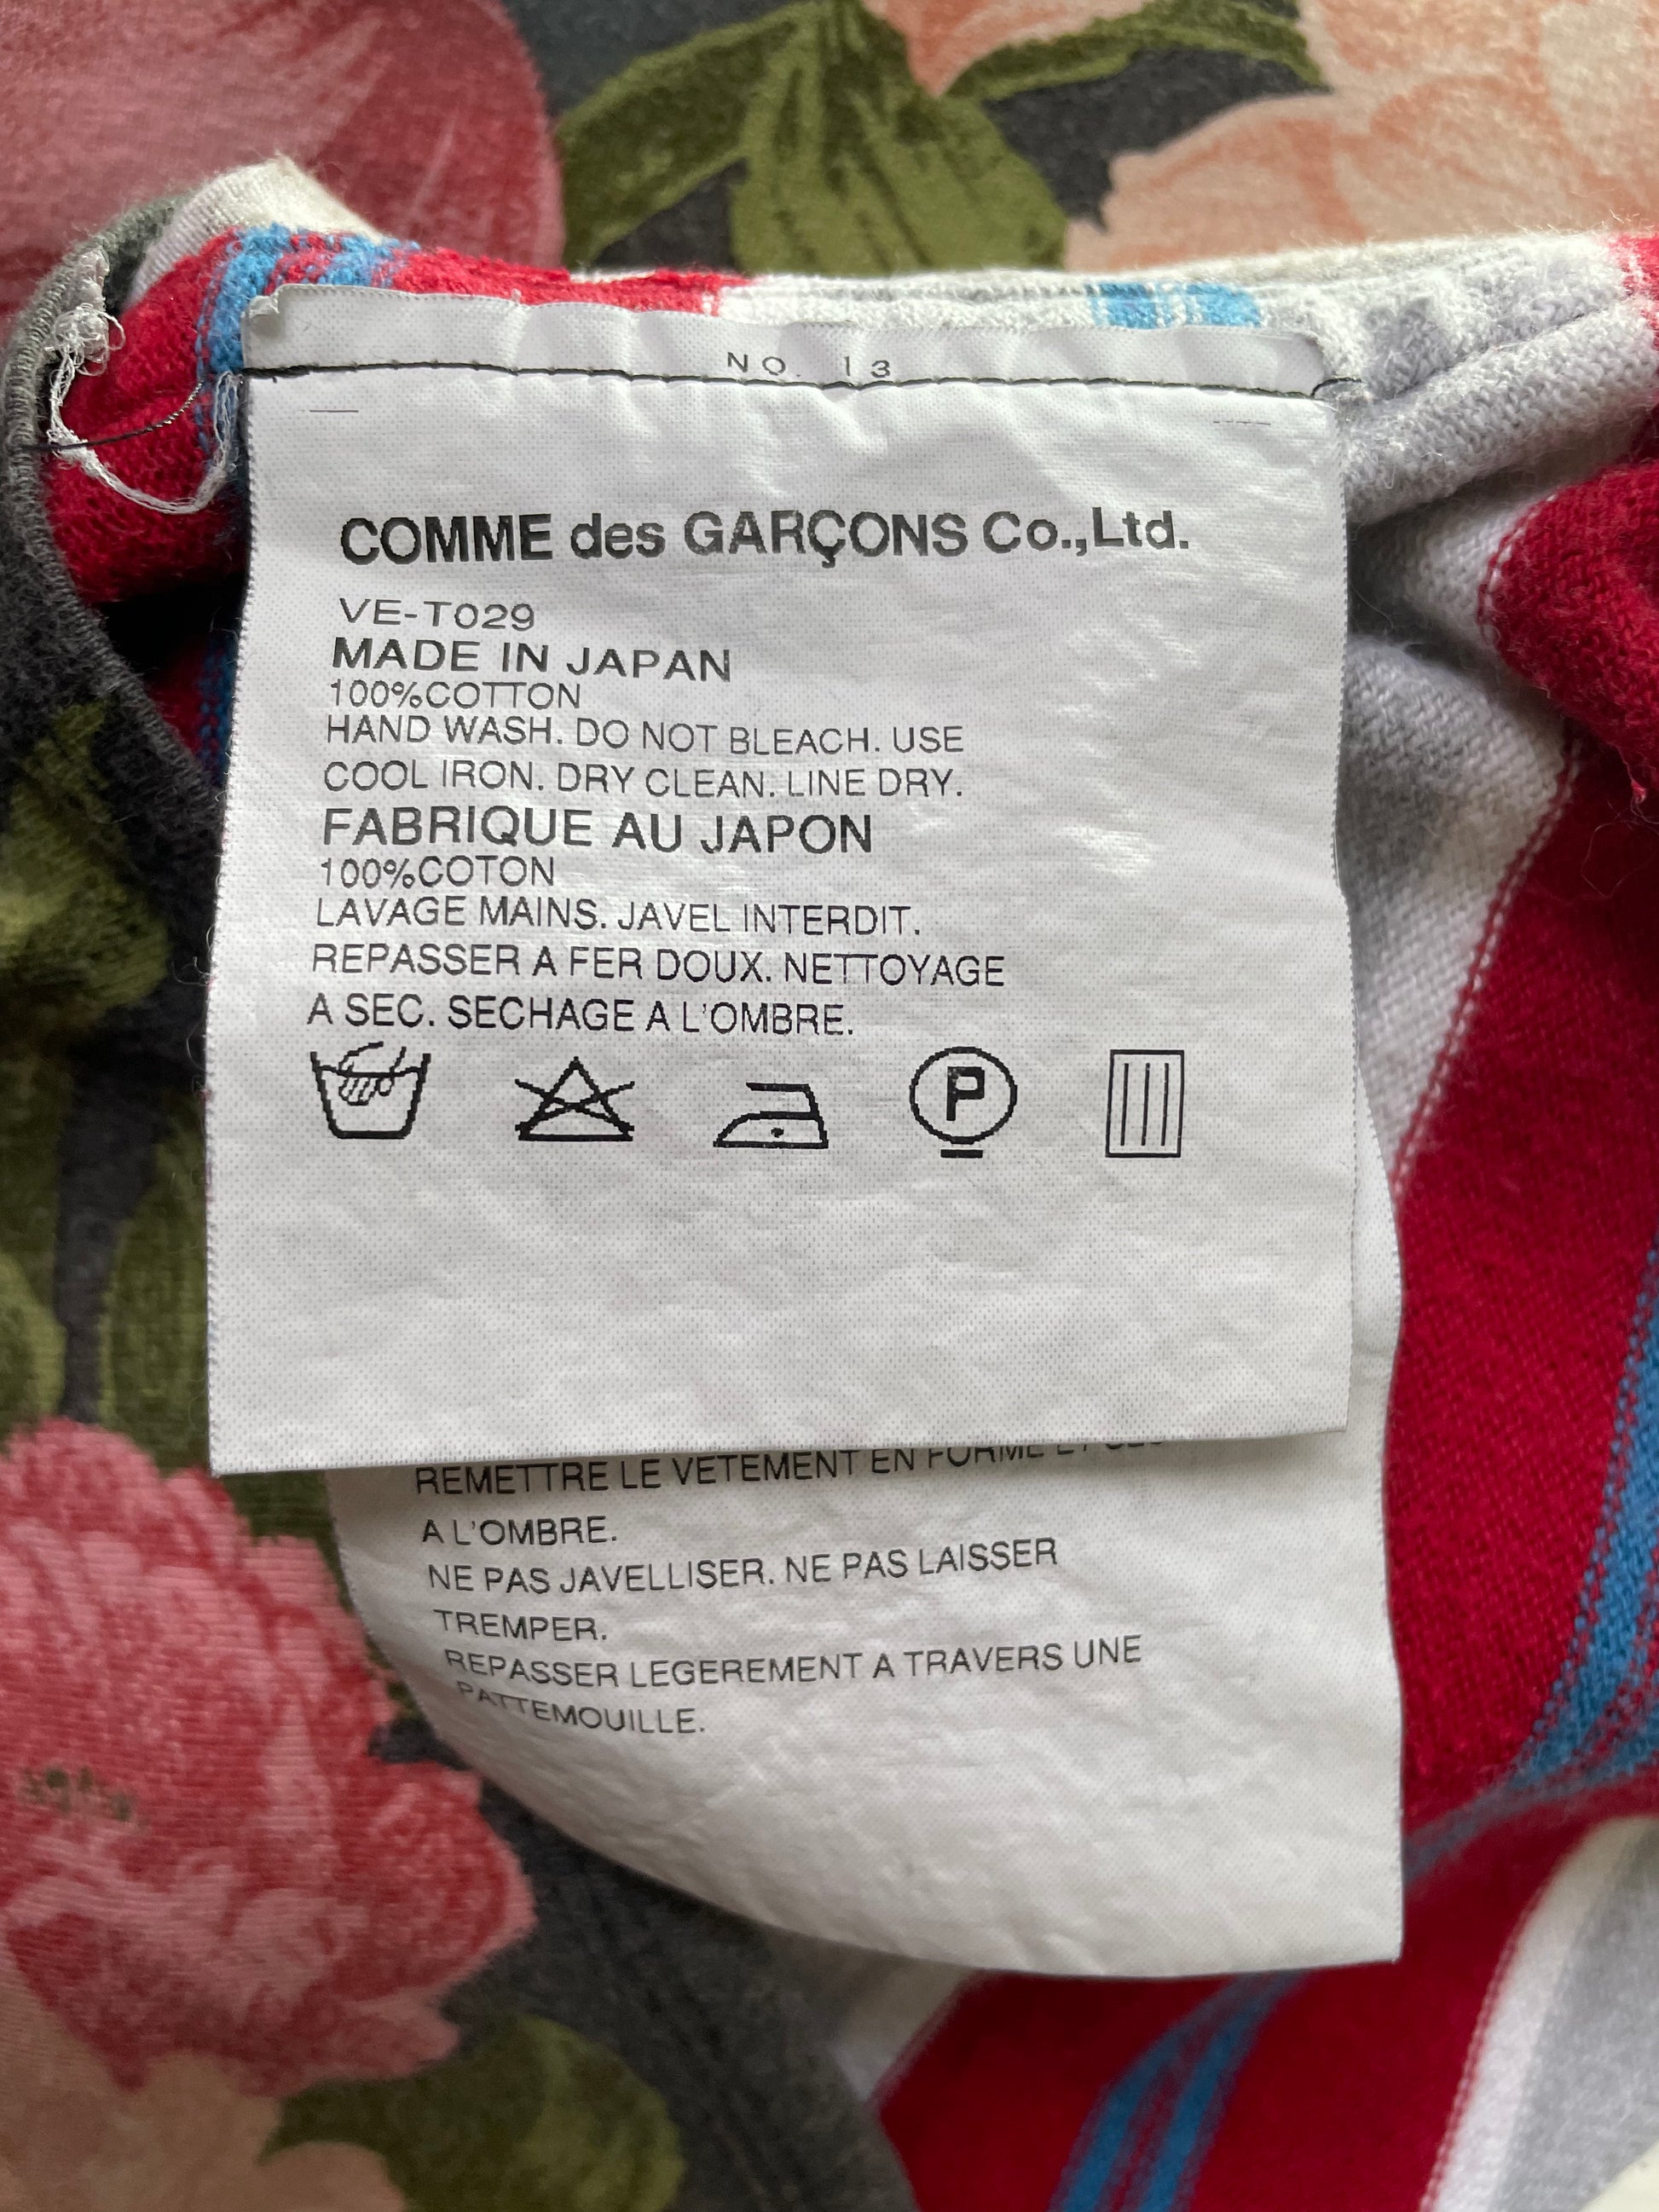 NO. 13
COMME des GARÇONS Co.,Ltd.
VE-T029
MADE IN JAPAN
100%COTTON
HAND WASH. DO NOT BLEACH. USE
COOL IRON. DRY CLEAN. LINE DRY.
FABRIQUE AU JAPON
100%COTON
LAVAGE MAINS. JAVEL INTERDIT.
REPASSER A FER DOUX. NETTOYAGE
A SEC. SECHAGE A L'OMBRE.
P
REMETTRE LE VETEMENT EN FORME ET
A L'OMBRE.
NE PAS JAVELLISER. NE PAS LAISSER
TREMPER.
REPASSER LEGEREMENT A TRAVERS UNE
PATTEMOUILLE.